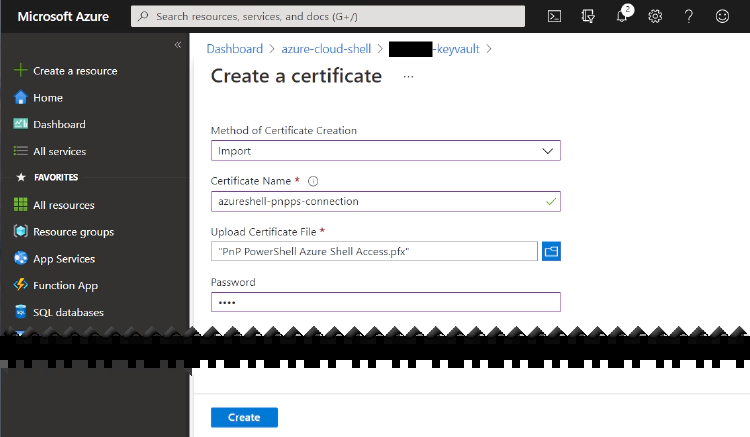 Microsoft Azure
Search resources, services, and docs (G+/)
2
«
Dashboard > azure-cloud-shell > -keyvault >
Create a resource
Home
Dashboard
All services
FAVORITES
All resources
Resource groups
App Services
Function App
SQL databases
Create a certificate ...
Method of Certificate Creation
Import
Certificate Name *
azureshell-pnpps-connection
Upload Certificate File *
"PnP PowerShell Azure Shell Access.pfx"
Password
••••
Create